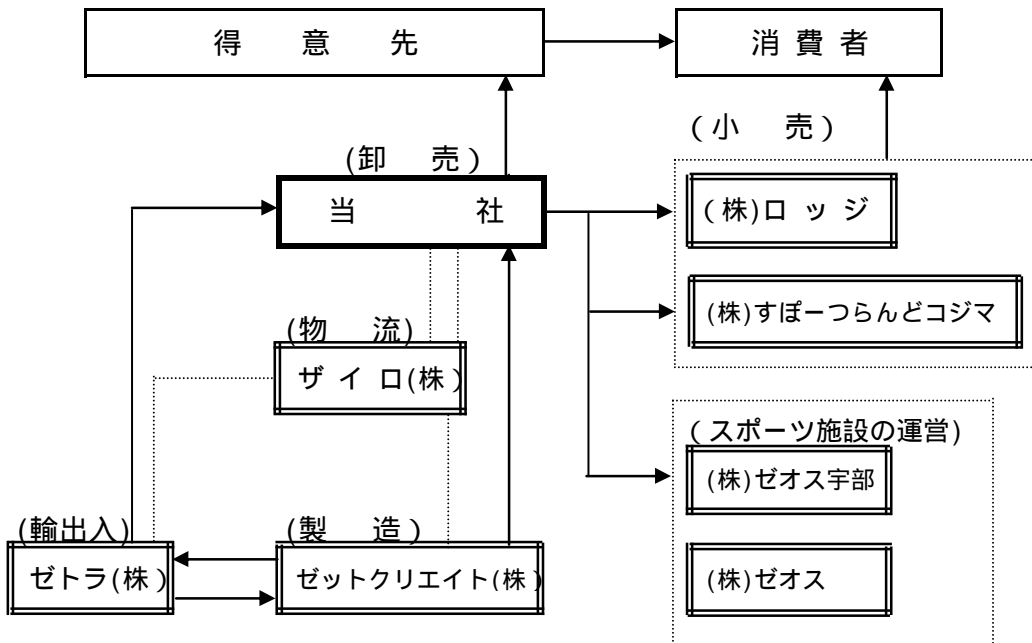 得 意 先
消 費 者
(小 売)
(卸 売)
当 社
(株)ロ ッ ジ
(株)すぽーつらんどコジマ
(物 流)
ザ イ ロ(株)
(スポーツ施設の運営)
(株)ゼオス宇部
(輸出入)
(製 造)
ゼトラ(株)
ゼットクリエイト(株)
(株)ゼオス